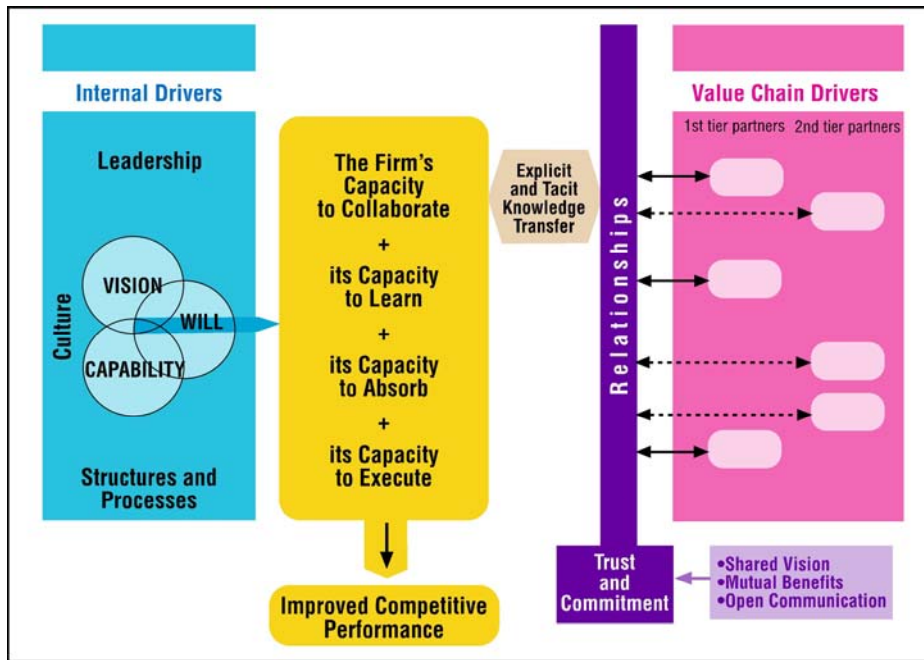 Internal Drivers
Leadership
Culture
VISION
WILL
CAPABILITY
Structures and
Processes
The Firm's
Capacity
to Collaborate
+
its Capacity
to Learn
+
its Capacity
to Absorb
+
its Capacity
to Execute
Improved Competitive
Performance
Explicit
and Tacit
Knowledge
Transfer
Relationships
Trust
and
Commitment
Value Chain Drivers
1st tier partners
2nd tier partners
•Shared Vision
•Mutual Benefits
•Open Communication